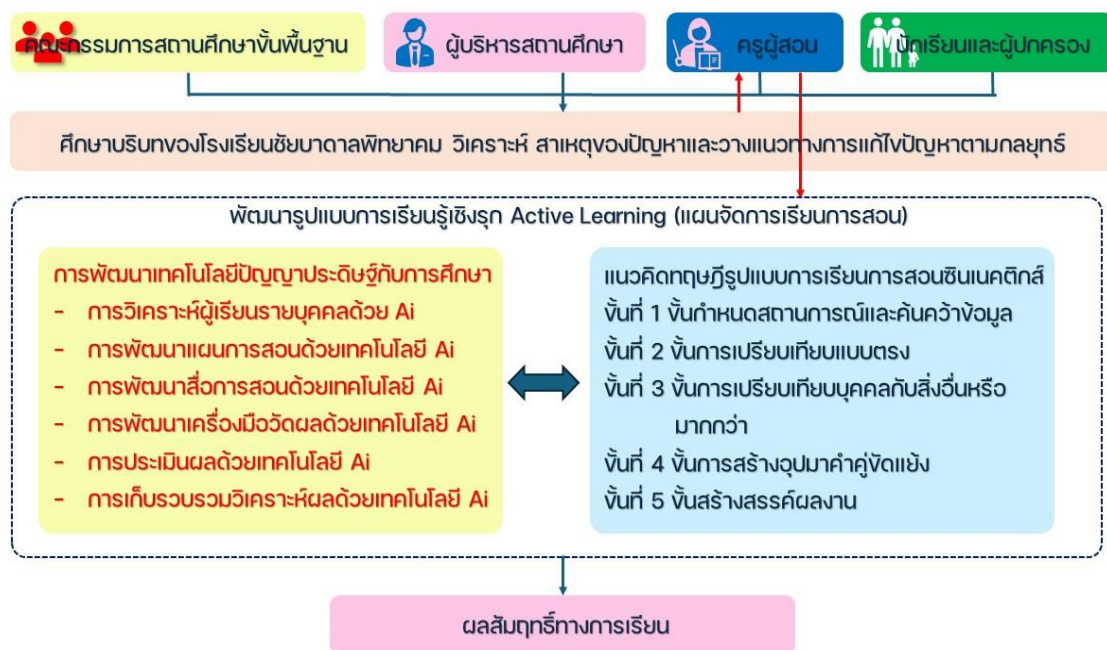 คณะกรรมการสถานศึกษาขั้นพื้นฐาน
ผู้บริหารสถานศึกษา
ครูผู้สอน
นักเรียนและผู้ปกครอง
ศึกษาบริบทของโรงเรียนชัยบาดาลพิทยาคม วิเคราะห์ สาเหตุของปัญหาและวางแนวทางการแก้ไขปัญหาตามกลยุทธ์
พัฒนารูปแบบการเรียนรู้เชิงรุก Active Learning (แผนจัดการเรียนการสอน)
การพัฒนาเทคโนโลยีปัญญาประดิษฐ์กับการศึกษา
- การวิเคราะห์ผู้เรียนรายบุคคลด้วย Ai
- การพัฒนาแผนการสอนด้วยเทคโนโลยี Ai
- การพัฒนาสื่อการสอนด้วยเทคโนโลยี Ai
- การพัฒนาเครื่องมือวัดผลด้วยเทคโนโลยี Ai
- การประเมินผลด้วยเทคโนโลยี Ai
- การเก็บรวบรวมวิเคราะห์ผลด้วยเทคโนโลยี Ai
แนวคิดทฤษฎีรูปแบบการเรียนการสอนซินเนคติกส์
ขั้นที่ 1 ขั้นกำหนดสถานการณ์และค้นคว้าข้อมูล
ขั้นที่ 2 ขั้นการเปรียบเทียบแบบตรง
ขั้นที่ 3 ขั้นการเปรียบเทียบบุคคลกับสิ่งอื่นหรือ
มากกว่า
ขั้นที่ 4 ขั้นการสร้างอุปมาคำคู่ขัดแย้ง
ขั้นที่ 5 ขั้นสร้างสรรค์ผลงาน
ผลสัมฤทธิ์ทางการเรียน